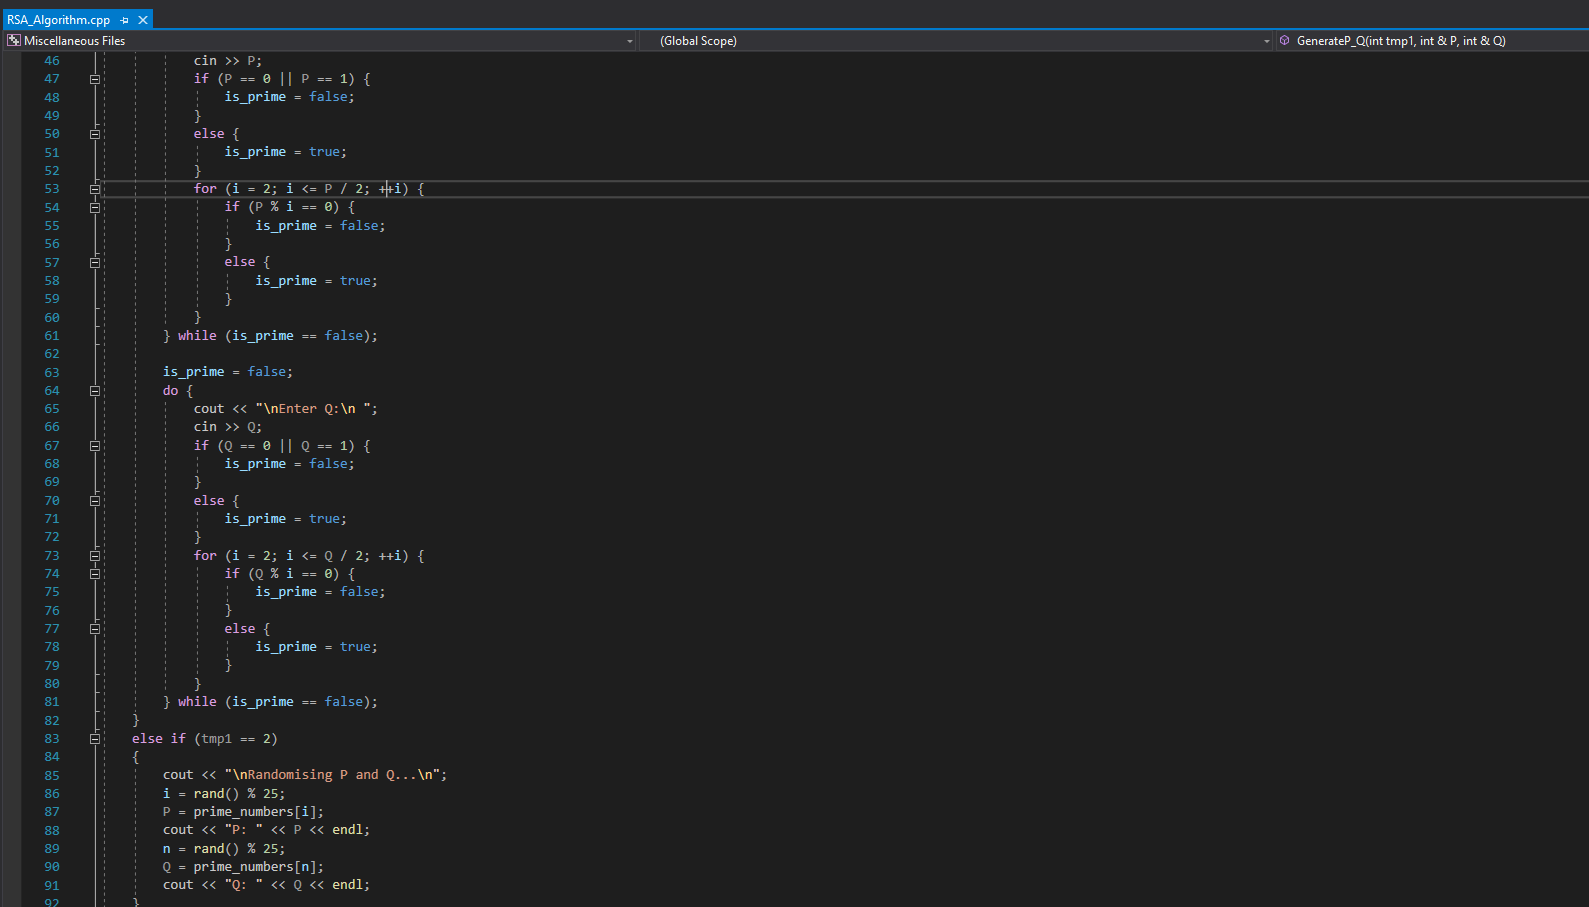 RSA_Algorithm.cpp
Miscellaneous Files (Global Scope) GenerateP_Q(int tmp1, int & P, int & Q)
46 cin >> P;
47 if (P == 0 || P == 1) {
48 is_prime = false;
49 }
50 else {
51 is_prime = true;
52 }
53 for (i = 2; i <= P / 2; ++i) {
54 if (P % i == 0) {
55 is_prime = false;
56 }
57 else {
58 is_prime = true;
59 }
60 }
61 } while (is_prime == false);
62
63 is_prime = false;
64 do {
65 cout << "\nEnter Q:\n ";
66 cin >> Q;
67 if (Q == 0 || Q == 1) {
68 is_prime = false;
69 }
70 else {
71 is_prime = true;
72 }
73 for (i = 2; i <= Q / 2; ++i) {
74 if (Q % i == 0) {
75 is_prime = false;
76 }
77 else {
78 is_prime = true;
79 }
80 }
81 } while (is_prime == false);
82 }
83 else if (tmp1 == 2)
84 {
85 cout << "\nRandomising P and Q...\n";
86 i = rand() % 25;
87 P = prime_numbers[i];
88 cout << "P: " << P << endl;
89 n = rand() % 25;
90 Q = prime_numbers[n];
91 cout << "Q: " << Q << endl;
92 }